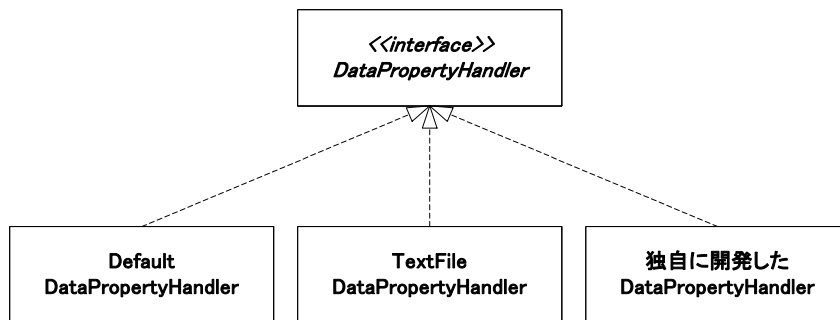 <<interface>>
DataPropertyHandler
Default
DataPropertyHandler
TextFile
DataPropertyHandler
独自に開発した
DataPropertyHandler